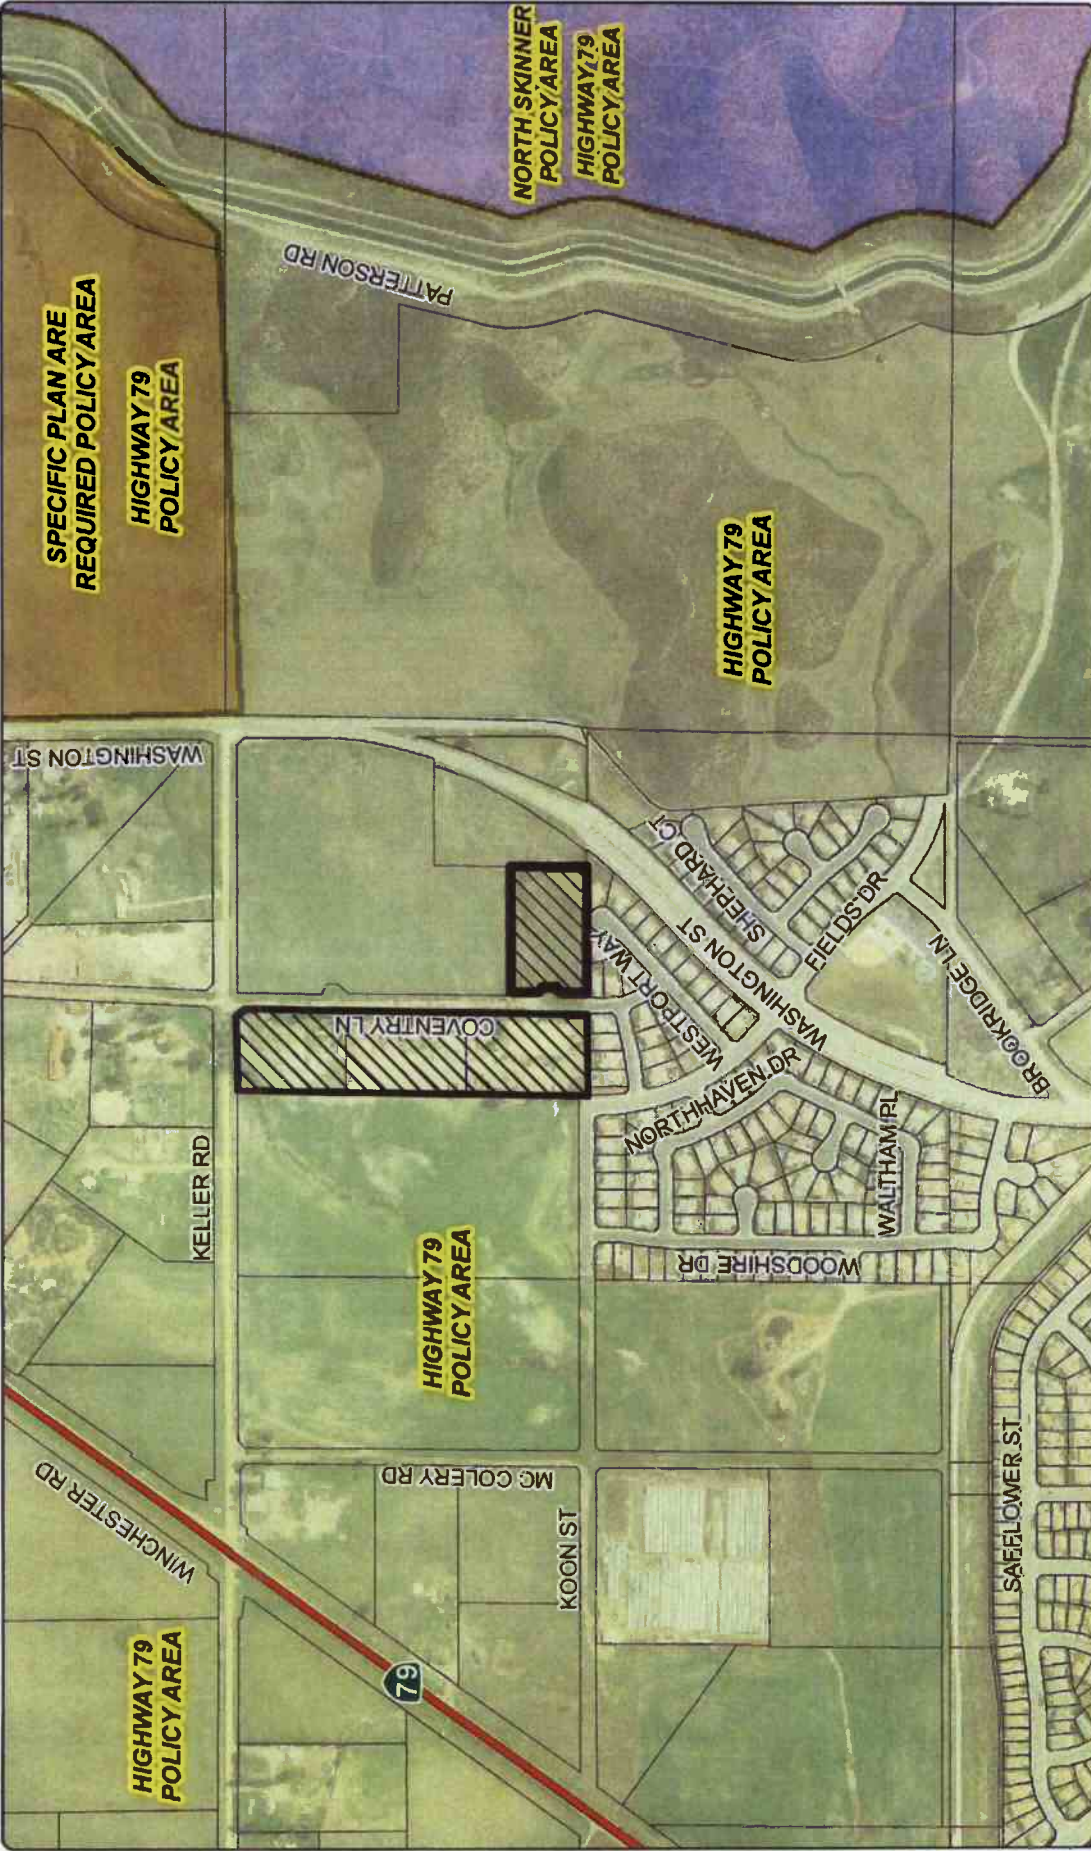 NORTH SKINNER
POLICY AREA
HIGHWAY 79
POLICY AREA
SPECIFIC PLAN ARE
REQUIRED POLICY AREA
HIGHWAY 79
POLICY AREA
PATTERSON RD
HIGHWAY 79
POLICY AREA
WASHINGTON ST
SHEPHARD CT
FIELDS DR
WASHINGTON ST
WASHINGTON ST
WESTPORT WAY
BROOKRIDGE LN
COVENTRY LN
NORTHHAVEN DR
WALTHAM PL
KELLER RD
WOODSHIRE DR
HIGHWAY 79
POLICY AREA
MC COLERY RD
KOON ST
SAFFLOWER ST
WINCHESTER RD
HIGHWAY 79
POLICY AREA
79